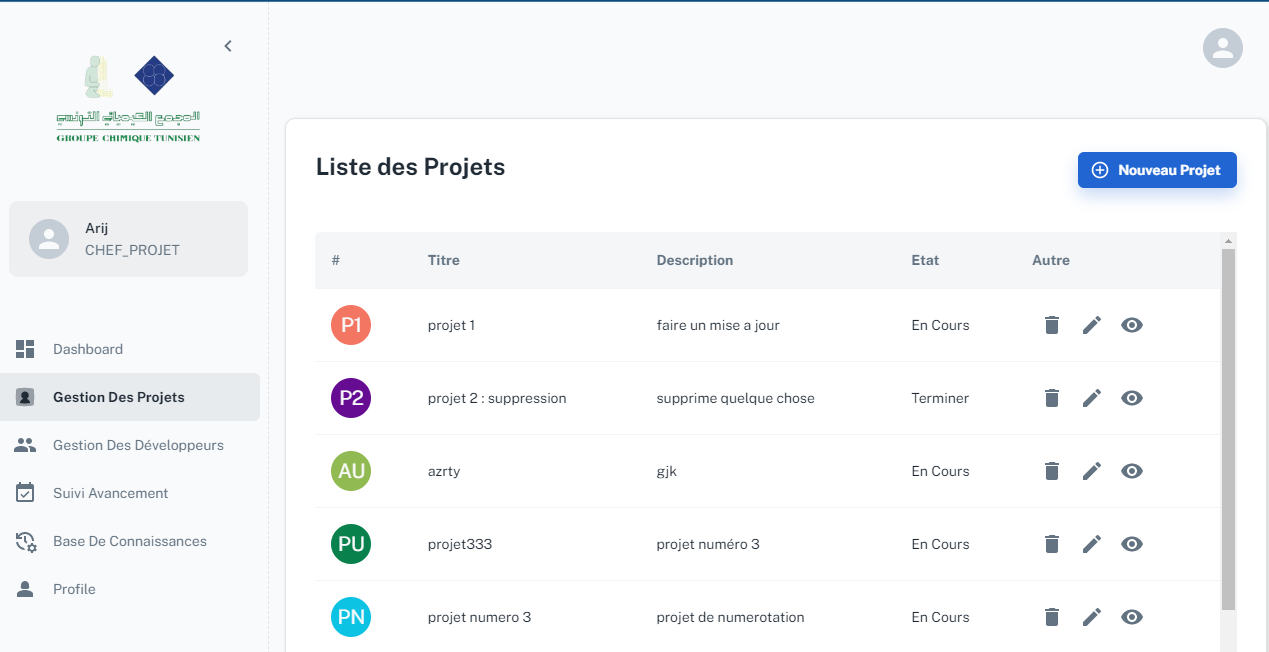 المجمع الكيميائي التونسي
GROUPE CHIMIQUE TUNISIEN
Arij
CHEF_PROJET
Dashboard
Gestion Des Projets
Gestion Des Développeurs
Suivi Avancement
Base De Connaissances
Profile
Liste des Projets
Nouveau Projet
# Titre Description Etat Autre
P1 projet 1 faire un mise a jour En Cours
P2 projet 2 : suppression supprime quelque chose Terminer
AU azrty gjk En Cours
PU projet333 projet numéro 3 En Cours
PN projet numero 3 projet de numerotation En Cours